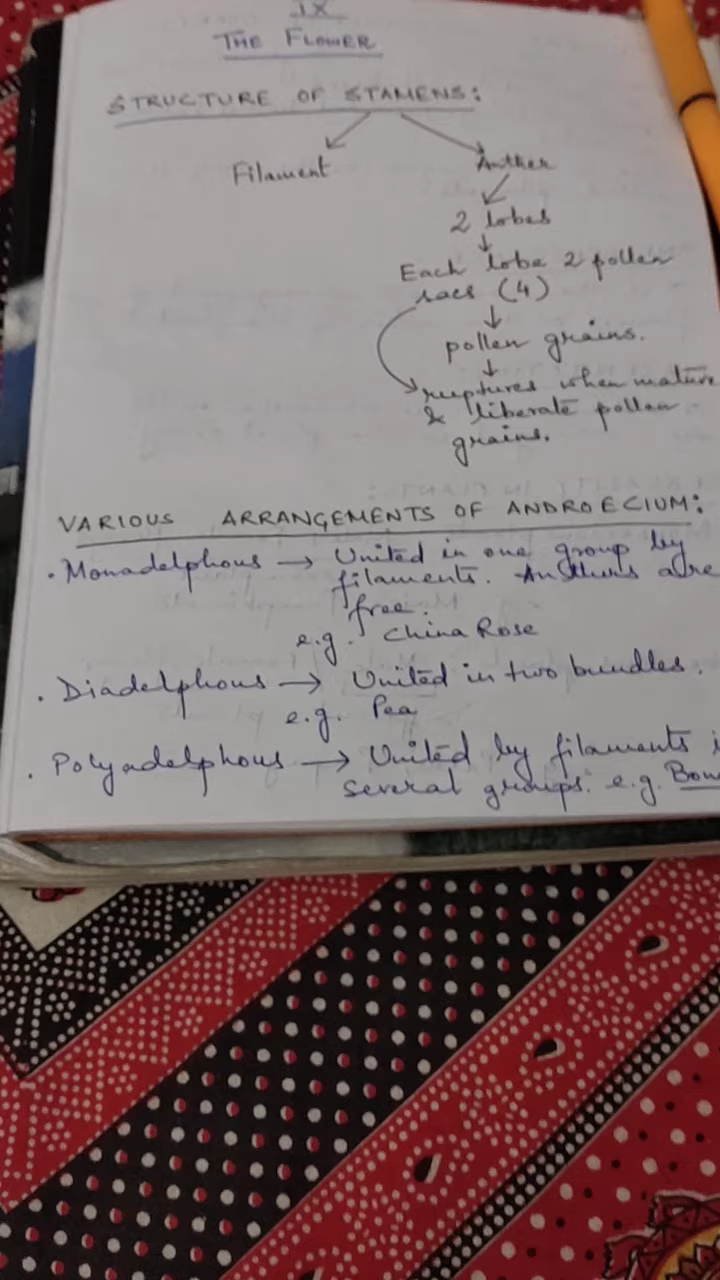 IX
THE FLOWER
STRUCTURE OF STAMENS:
Filament Anther
2 lobes
Each lobe 2 pollen
sacs (4)
pollen grains.
ruptures when mature
& liberate pollen
grains.
VARIOUS ARRANGEMENTS OF ANDROECIUM:
. Monadelphous → United in one group by
filaments. Anthers are
free.
e.g. China Rose
. Diadelphous → United in two bundles.
e.g. Pea
. Polyadelphous → United by filaments
several groups. e.g.